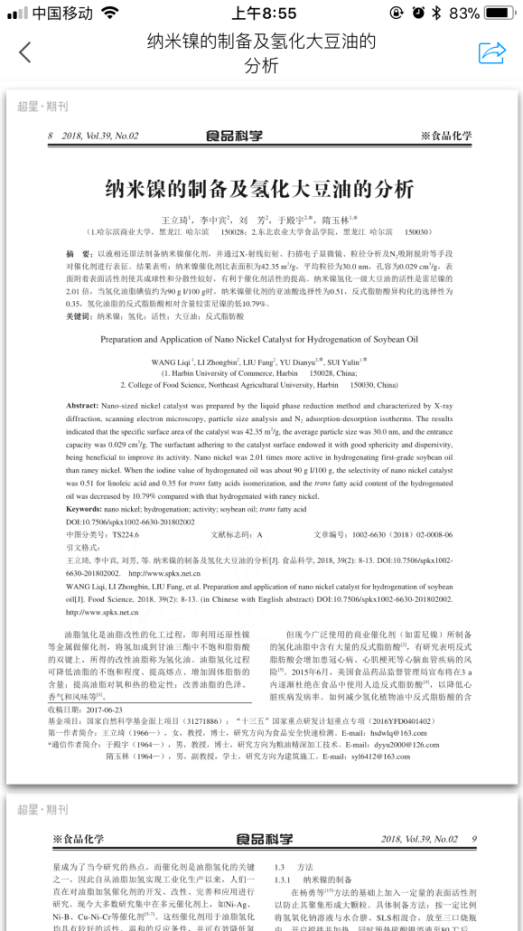 中国移动
上午8:55
83%
纳米镍的制备及氢化大豆油的
分析
超星·期刊
8 2018, Vol.39, No.02 食品科学 ※食品化学
纳米镍的制备及氢化大豆油的分析
王立琦1，李中宾2，刘 芳2，于殿宇2,*，隋玉林1,*
（1.哈尔滨商业大学，黑龙江 哈尔滨 150028；2.东北农业大学食品学院，黑龙江 哈尔滨 150030）
摘 要：以液相还原法制备纳米镍催化剂，并通过X-射线衍射、扫描电子显微镜、粒径分析及N2吸附脱附等手段
对催化剂进行表征。结果表明：纳米镍催化剂比表面积为42.35 m2/g，平均粒径为30.0 nm，孔容为0.029 cm3/g，表
面附着表面活性剂使其成球性和分散性较好，有利于催化剂活性的提高。纳米镍氢化一级大豆油的活性是雷尼镍的
2.01 倍，当氢化油脂碘值约为90 g I/100 g时，纳米镍催化剂的亚油酸选择性为0.51，反式脂肪酸异构化的选择性为
0.35，氢化油脂的反式脂肪酸相对含量较雷尼镍的低10.79%。
关键词：纳米镍；氢化；活性；大豆油；反式脂肪酸
Preparation and Application of Nano Nickel Catalyst for Hydrogenation of Soybean Oil
WANG Liqi1, LI Zhongbin2, LIU Fang2, YU Dianyu2,*, SUI Yulin1,*
(1. Harbin University of Commerce, Harbin 150028, China;
2. College of Food Science, Northeast Agricultural University, Harbin 150030, China)
Abstract: Nano-sized nickel catalyst was prepared by the liquid phase reduction method and characterized by X-ray
diffraction, scanning electron microscopy, particle size analysis and N2 adsorption-desorption isotherms. The results
indicated that the specific surface area of the catalyst was 42.35 m2/g, the average particle size was 30.0 nm, and the entrance
capacity was 0.029 cm3/g. The surfactant adhering to the catalyst surface endowed it with good sphericity and dispersivity,
being beneficial to improve its activity. Nano nickel was 2.01 times more active in hydrogenating first-grade soybean oil
than raney nickel. When the iodine value of hydrogenated oil was about 90 g I/100 g, the selectivity of nano nickel catalyst
was 0.51 for linoleic acid and 0.35 for trans fatty acids isomerization, and the trans fatty acid content of the hydrogenated
oil was decreased by 10.79% compared with that hydrogenated with raney nickel.
Keywords: nano nickel; hydrogenation; activity; soybean oil; trans fatty acid
DOI:10.7506/spkx1002-6630-201802002
中图分类号：TS224.6 文献标志码：A 文章编号：1002-6630（2018）02-0008-06
引文格式：
王立琦, 李中宾, 刘芳, 等. 纳米镍的制备及氢化大豆油的分析[J]. 食品科学, 2018, 39(2): 8-13. DOI:10.7506/spkx1002-
6630-201802002. http://www.spkx.net.cn
WANG Liqi, LI Zhongbin, LIU Fang, et al. Preparation and application of nano nickel catalyst for hydrogenation of soybean
oil[J]. Food Science, 2018, 39(2): 8-13. (in Chinese with English abstract) DOI:10.7506/spkx1002-6630-201802002.
http://www.spkx.net.cn
油脂氢化是油脂改性的化工过程，即利用还原性镍
等金属做催化剂，将氢加成到甘油三酯中不饱和脂肪酸
的双键上，所得的改性油脂称为氢化油。油脂氢化过程
可降低油脂的不饱和程度、提高熔点、增加固体脂肪的
含量；提高油脂对氧和热的稳定性；改善油脂的色泽、
香气和风味等[1]。
但现今广泛使用的商业催化剂（如雷尼镍）所制备
的氢化油脂中含有大量的反式脂肪酸[2]，有研究表明反式
脂肪酸会增加患冠心病、心肌梗死等心脑血管疾病的风
险[3]。2015年6月，美国食品药品监督管理局宣布将在3 a
内逐渐杜绝在食品中使用人造反式脂肪酸[4]，以降低心
脏疾病发病率。如何减少氢化植物油中反式脂肪酸的含
收稿日期：2017-06-23
基金项目：国家自然科学基金面上项目（31271886）；“十三五”国家重点研发计划重点专项（2016YFD0401402）
第一作者简介：王立琦（1966—），女，教授，博士，研究方向为食品安全快速检测。E-mail：hsdwlq@163.com
*通信作者简介：于殿宇（1964—），男，教授，博士，研究方向为粮油精深加工技术。E-mail：dyyu2000@126.com
隋玉林（1964—），男，副教授，学士，研究方向为建筑施工。E-mail：syl6412@163.com
超星·期刊
※食品化学 食品科学 2018, Vol.39, No.02 9
量成为了当今研究的热点，而催化剂是油脂氢化的关键
之一，因此自从油脂加氢实现工业化生产以来，人们一
直在对油脂加氢催化剂的开发、改性、完善和应用进行
研究。现今大多数研究集中在多元催化剂上，如Ni-Ag、
Ni-B、Cu-Ni-Cr等催化剂[5-7]。这些催化剂用于油脂氢化
均具有较好的活性、温和的反应条件，并可有效降低氢
1.3 方法
1.3.1 纳米镍的制备
在杨勇等[13]方法的基础上加入一定量的表面活性剂
以防止其聚集形成大颗粒。具体制备方法：按一定比例
将氢氧化钠溶液与水合肼、SLS相混合，放至三口烧瓶